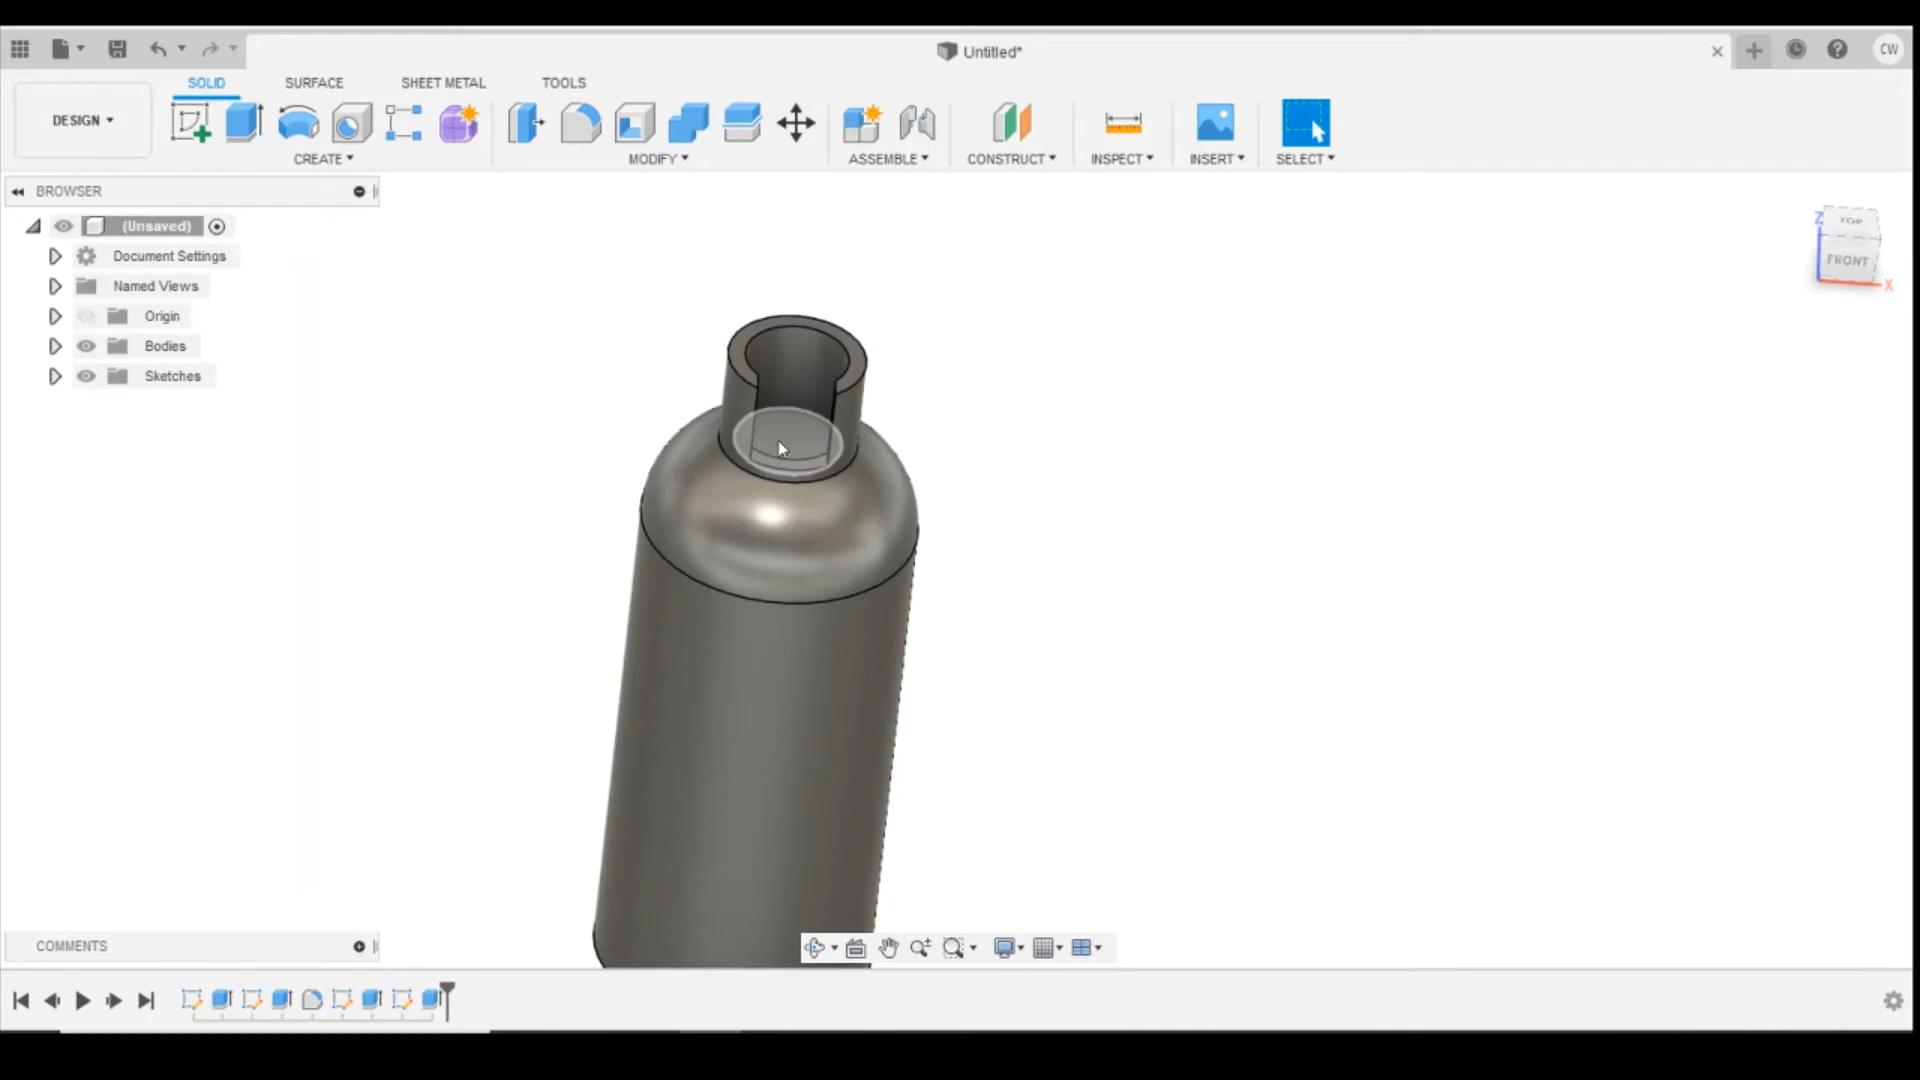 Untitled*
CW
DESIGN
SOLID
SURFACE
SHEET METAL
TOOLS
CREATE
MODIFY
ASSEMBLE
CONSTRUCT
INSPECT
INSERT
SELECT
BROWSER
(Unsaved)
Document Settings
Named Views
Origin
Bodies
Sketches
Z
TOP
FRONT
X
COMMENTS